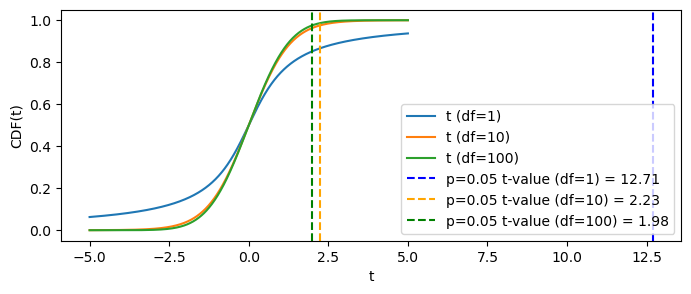 1.0
0.8
0.6
0.4
0.2
0.0
CDF(t)
t (df=1)
t (df=10)
t (df=100)
p=0.05 t-value (df=1) = 12.71
p=0.05 t-value (df=10) = 2.23
p=0.05 t-value (df=100) = 1.98
−5.0 −2.5 0.0 2.5 5.0 7.5 10.0 12.5
t